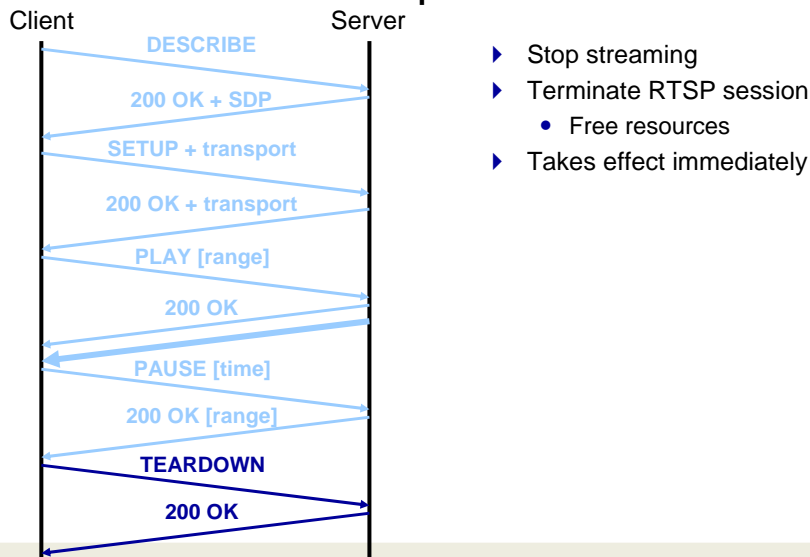 Client
Server
DESCRIBE
200 OK + SDP
SETUP + transport
200 OK + transport
PLAY [range]
200 OK
PAUSE [time]
200 OK [range]
TEARDOWN
200 OK
Stop streaming
Terminate RTSP session
Free resources
Takes effect immediately